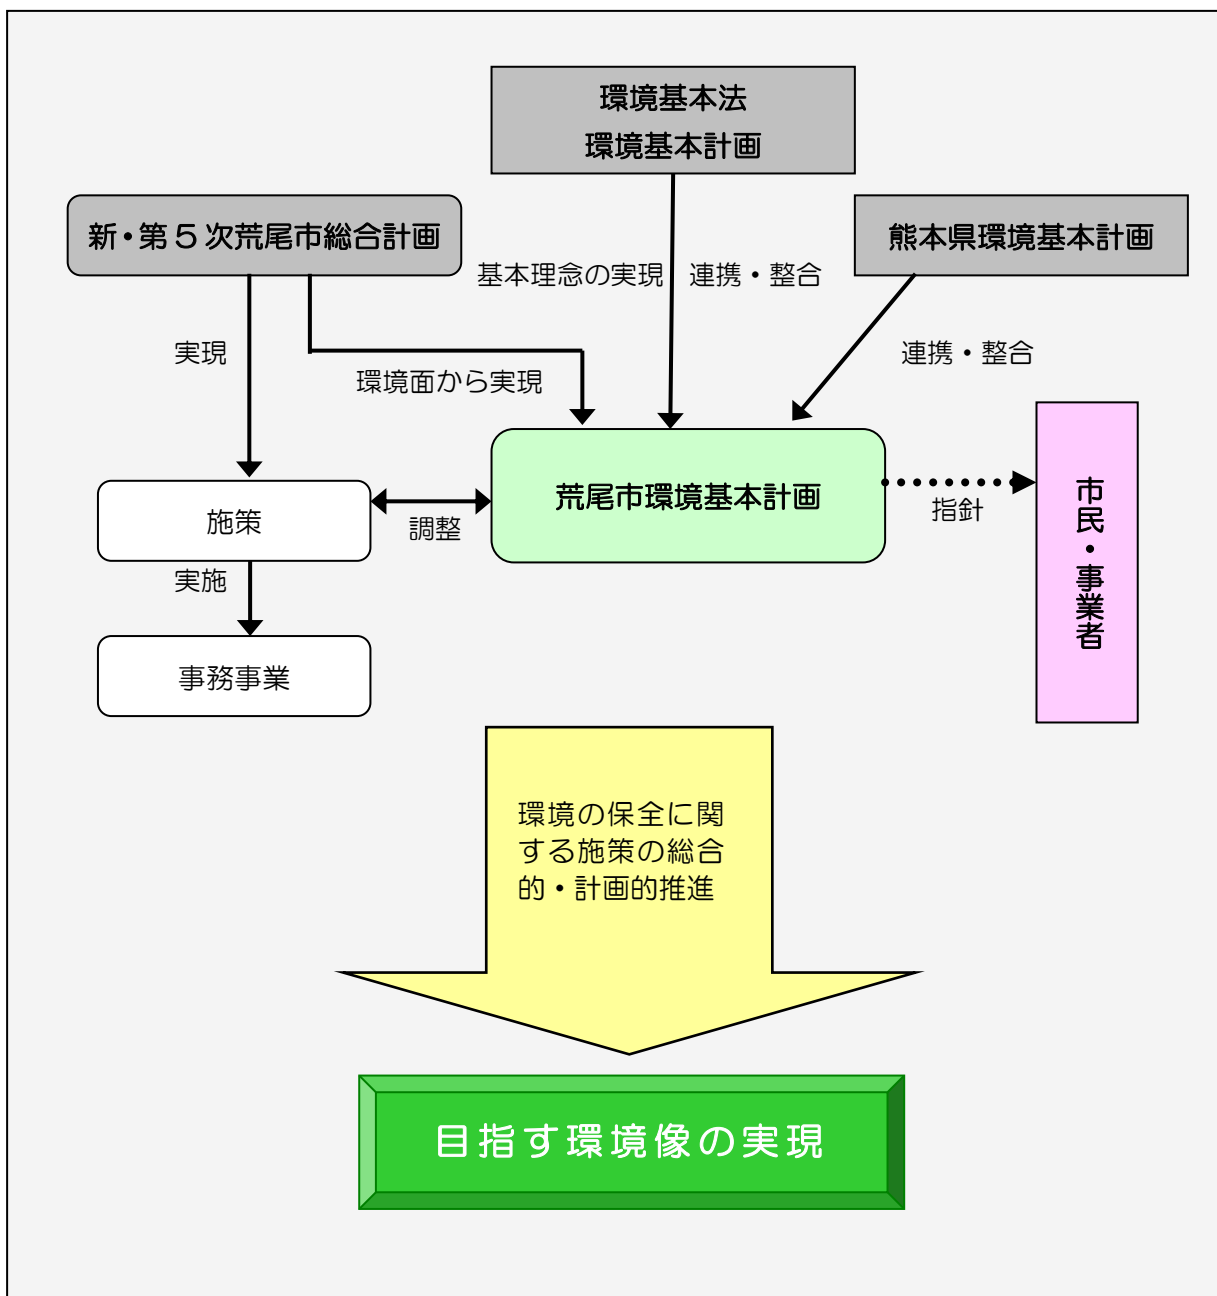 環境基本法
環境基本計画
新・第５次荒尾市総合計画
熊本県環境基本計画
基本理念の実現
連携・整合
実現
環境面から実現
連携・整合
荒尾市環境基本計画
施策
調整
指針
市民・事業者
実施
事務事業
環境の保全に関
する施策の総合
的・計画的推進
目指す環境像の実現